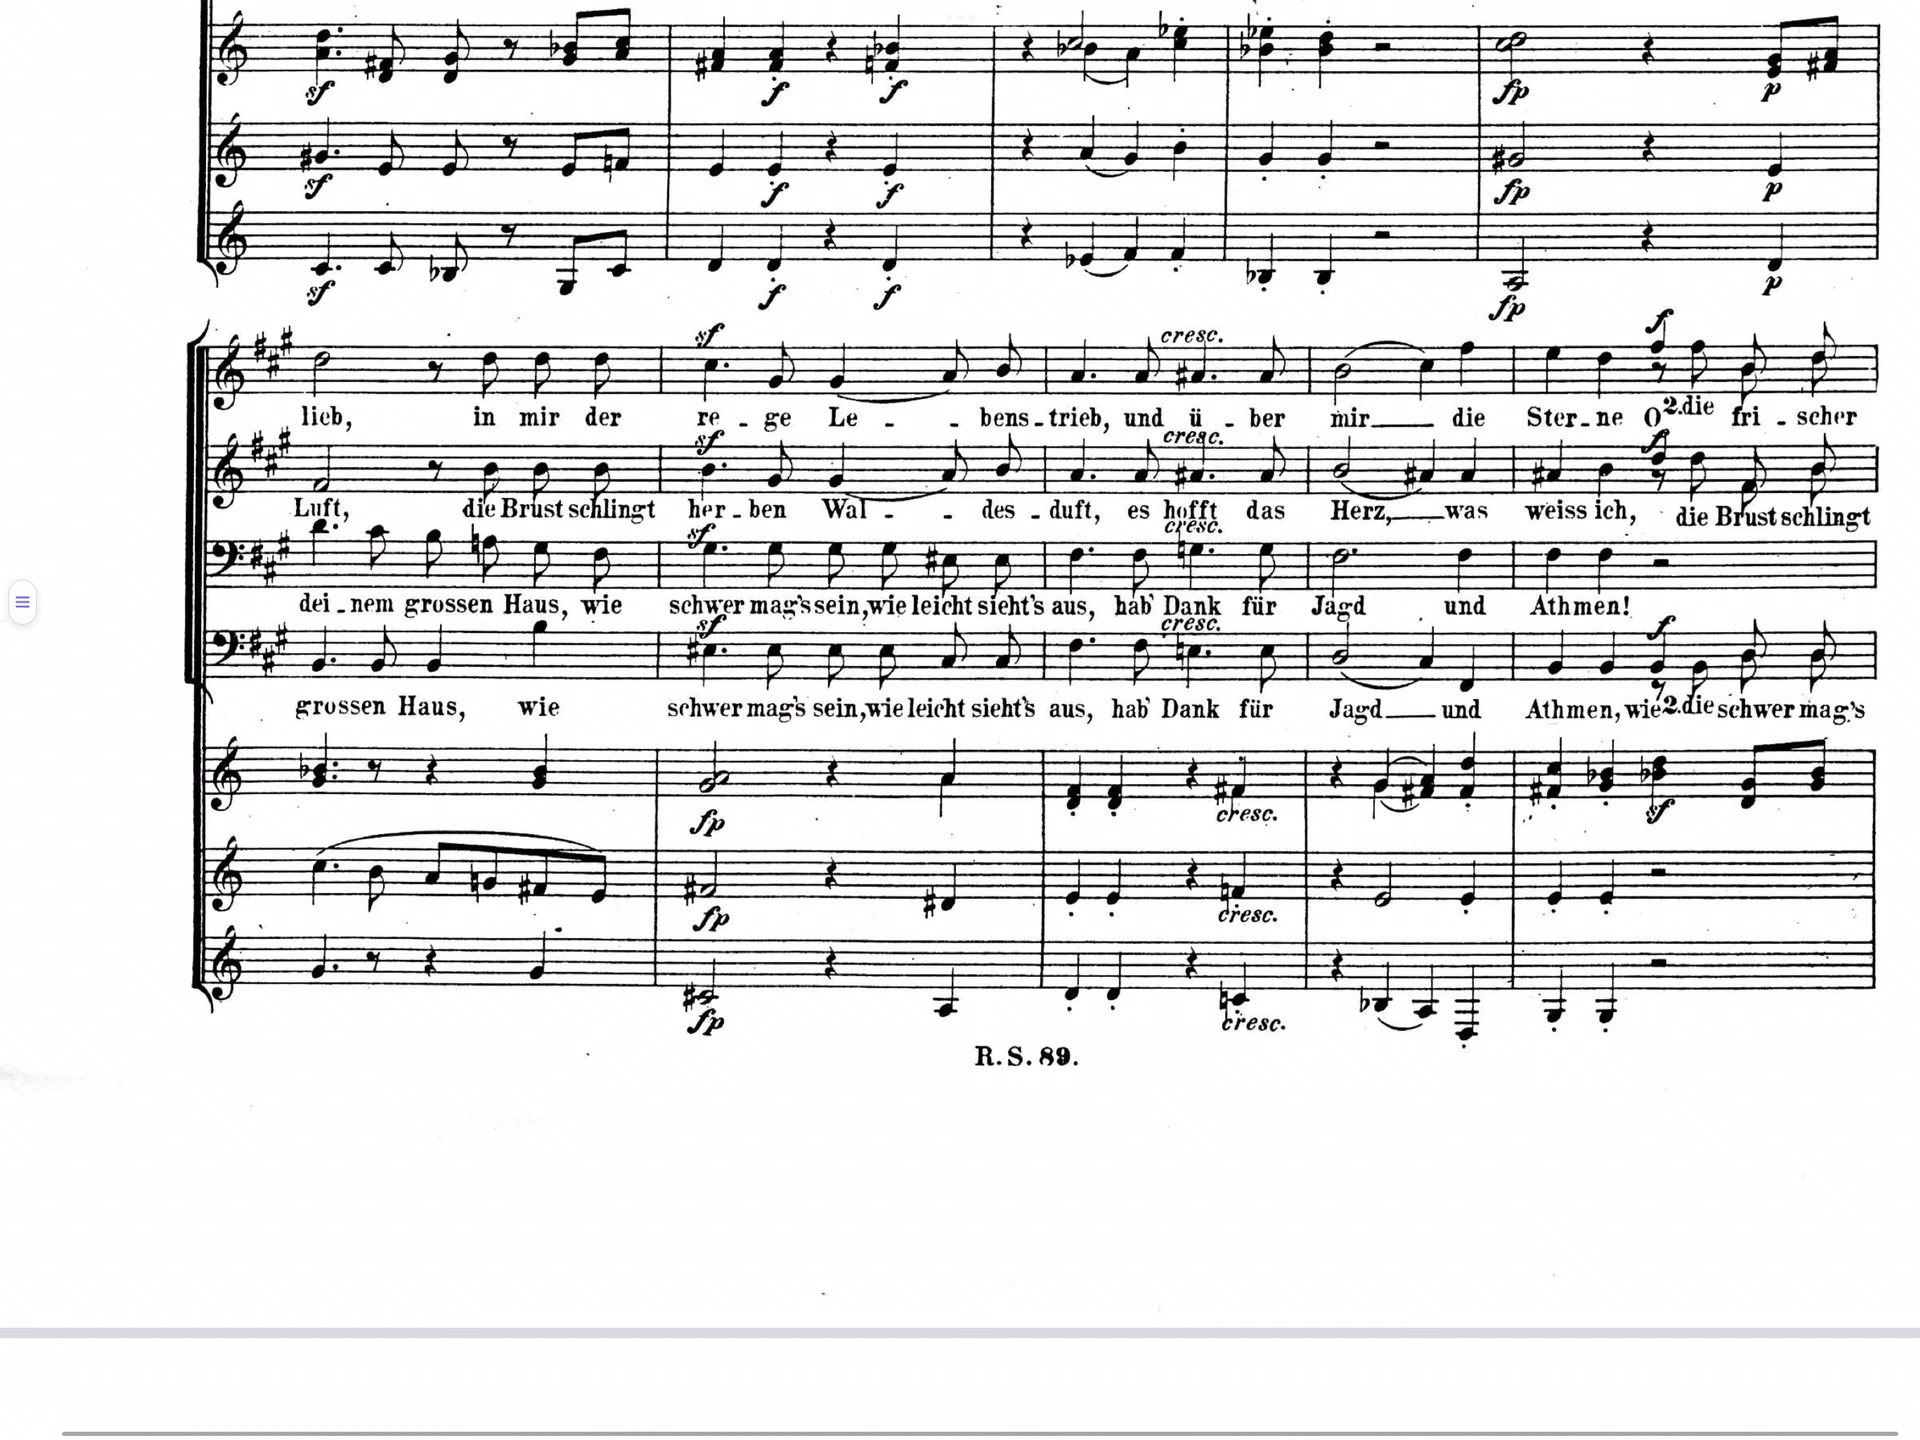 sf f f fp p
sf f f fp p
sf f f fp p
sf cresc. f
lieb, in mir der re - ge Le - - bens - trieb, und ü - ber mir die Ster - ne O 2. die fri - scher
sf cresc. f
Luft, die Brust schlingt her - ben Wal - - des - duft, es hofft das Herz, was weiss ich, die Brust schlingt
sf cresc.
dei - nem grossen Haus, wie schwer mag's sein, wie leicht sieht's aus, hab' Dank für Jagd und Athmen!
sf cresc. f
grossen Haus, wie schwer mag's sein, wie leicht sieht's aus, hab' Dank für Jagd und Athmen, wie 2. die schwer mag's
fp cresc. sf
fp cresc.
fp cresc.
R. S. 89.